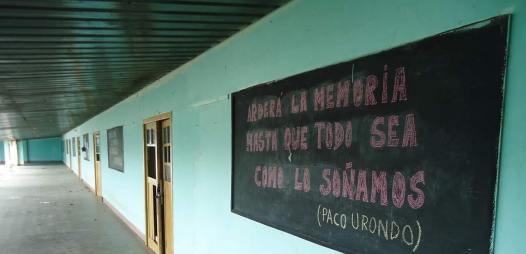 ARDERÁ LA MEMORIA
HASTA QUE TODO SEA
COMO LO SOÑAMOS
(PACO URONDO)